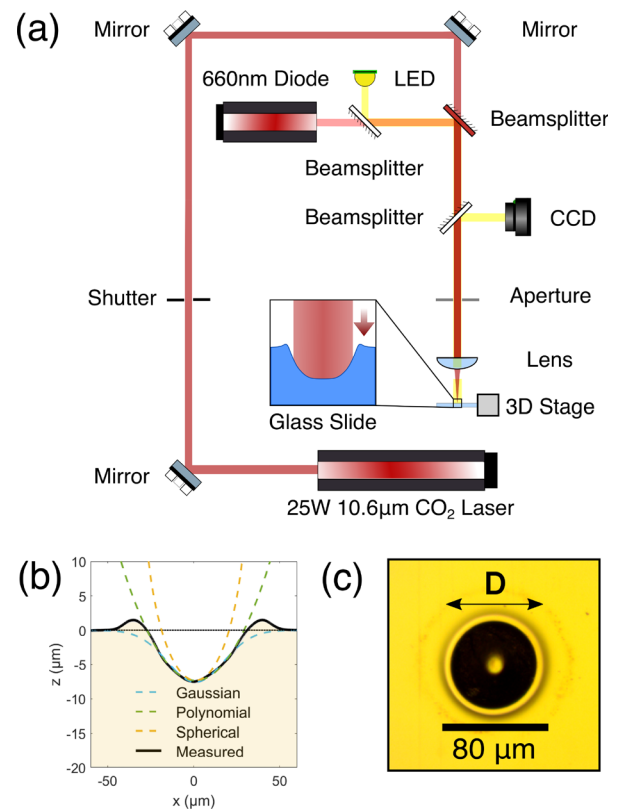 (a)
Mirror
Mirror
660nm Diode
LED
Beamsplitter
Beamsplitter
Beamsplitter
CCD
Shutter
Aperture
Lens
Glass Slide
3D Stage
Mirror
25W 10.6µm CO₂ Laser
(b)
10
5
0
-5
-10
-15
-20
z (µm)
Gaussian
Polynomial
Spherical
Measured
-50
0
50
x (µm)
(c)
D
80 µm